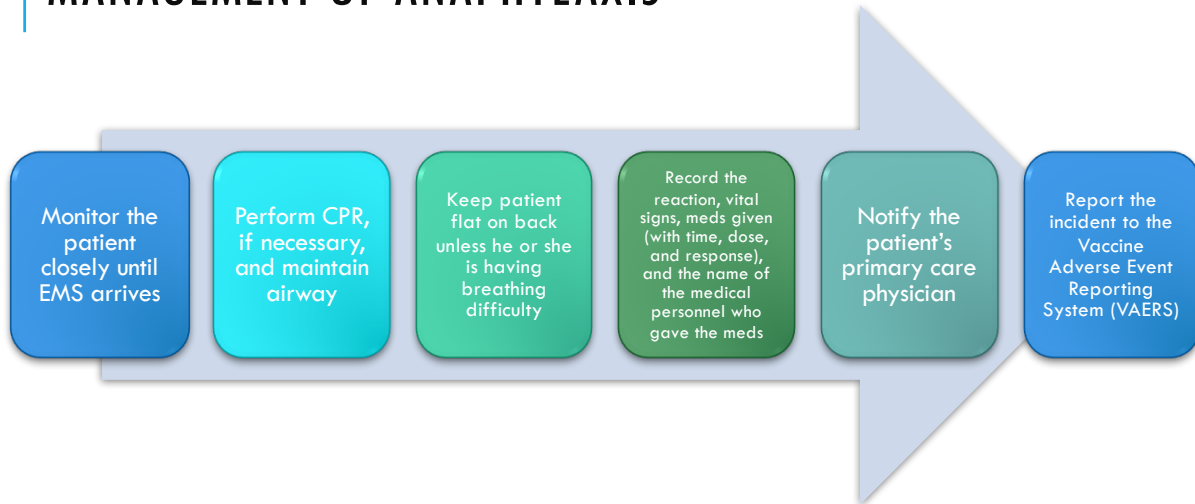 MANAGEMENT OF ANAPHYLAXIS
Monitor the
patient
closely until
EMS arrives
Perform CPR,
if necessary,
and maintain
airway
Keep patient
flat on back
unless he or she
is having
breathing
difficulty
Record the
reaction, vital
signs, meds given
(with time, dose,
and response),
and the name of
the medical
personnel who
gave the meds
Notify the
patient’s
primary care
physician
Report the
incident to the
Vaccine
Adverse Event
Reporting
System (VAERS)